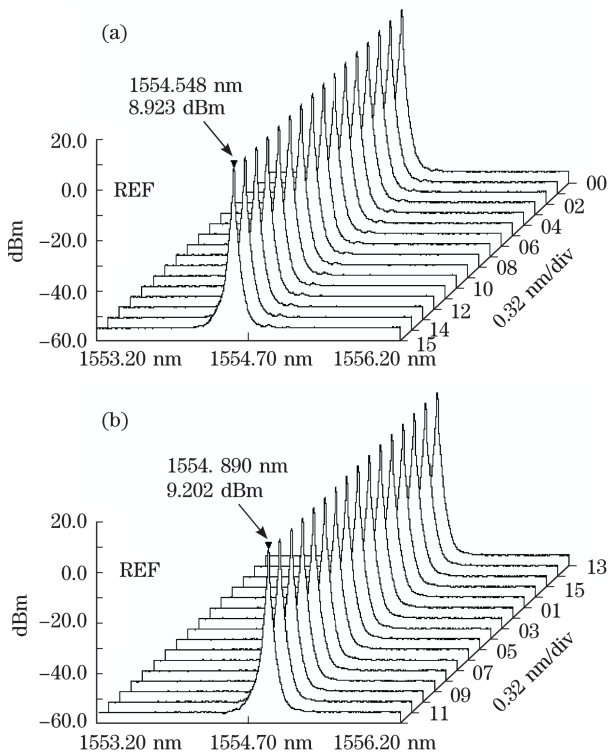 (a)
1554.548 nm
8.923 dBm
20.0
0.0
−20.0
−40.0
−60.0
dBm
REF
00
02
04
06
08
10
12
14
15
0.32 nm/div
1553.20 nm
1554.70 nm
1556.20 nm
(b)
1554. 890 nm
9.202 dBm
20.0
0.0
−20.0
−40.0
−60.0
dBm
REF
13
15
01
03
05
07
09
11
0.32 nm/div
1553.20 nm
1554.70 nm
1556.20 nm